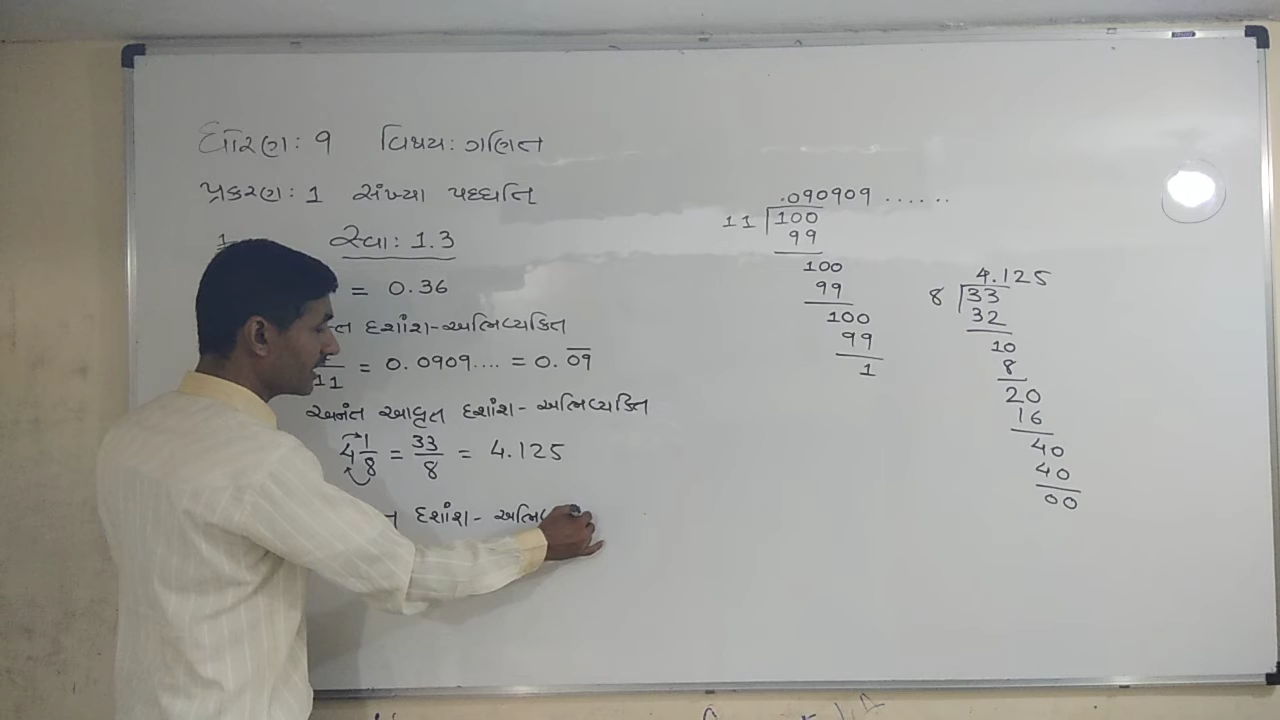 ધોરણ: ૧ વિષય: ગણિત
પ્રકરણ: 1 સંખ્યા પદ્ધતિ
સ્વા: 1.3
= 0.36
ત દશાંશ-અભિવ્યક્તિ
11 = 0.0909.... = 0.0̅9̅
અનંત આવૃત દશાંશ-અભિવ્યક્તિ
4 1/8 = 33/8 = 4.125
ત દશાંશ-
.090909......
11 100
99
100
99
100
99
1
4.125
8 33
32
10
8
20
16
40
40
00